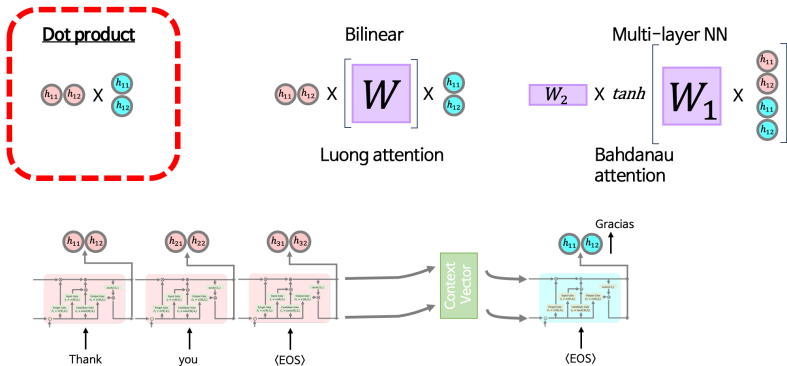 Dot product
Bilinear
Multi-layer NN
h₁₁ h₁₂ X h₁₁ h₁₂
h₁₁ h₁₂ X [ W ] X h₁₁ h₁₂
W₂ X tanh [ W₁ X h₁₁ h₁₂ h₁₁ h₁₂ ]
Luong attention
Bahdanau
attention
h₁₁ h₁₂
h₂₁ h₂₂
h₃₁ h₃₂
h₁₁ h₁₂
Gracias
Context
Vector
Thank
you
⟨EOS⟩
⟨EOS⟩